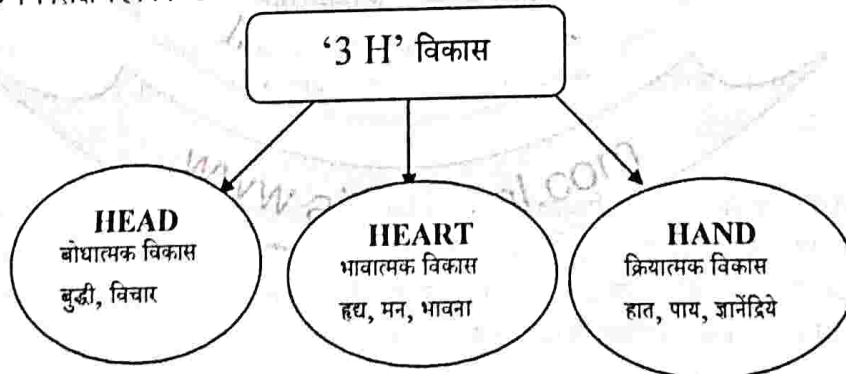 '3 H' विकास
HEAD
बोधात्मक विकास
बुद्धी, विचार
HEART
भावात्मक विकास
हृद्य, मन, भावना
HAND
क्रियात्मक विकास
हात, पाय, ज्ञानेंद्रिये